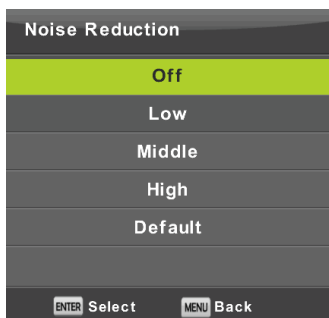 Noise Reduction
Off
Low
Middle
High
Default
ENTER Select MENU Back